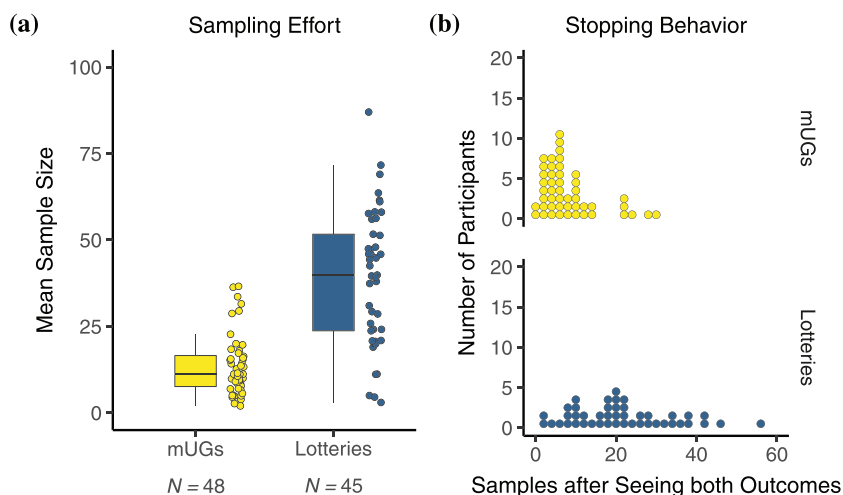 (a)
Sampling Effort
100
75
50
25
0
Mean Sample Size
mUGs
Lotteries
N = 48
N = 45
(b)
Stopping Behavior
20
15
10
5
0
mUGs
Number of Participants
20
15
10
5
0
Lotteries
0
20
40
60
Samples after Seeing both Outcomes